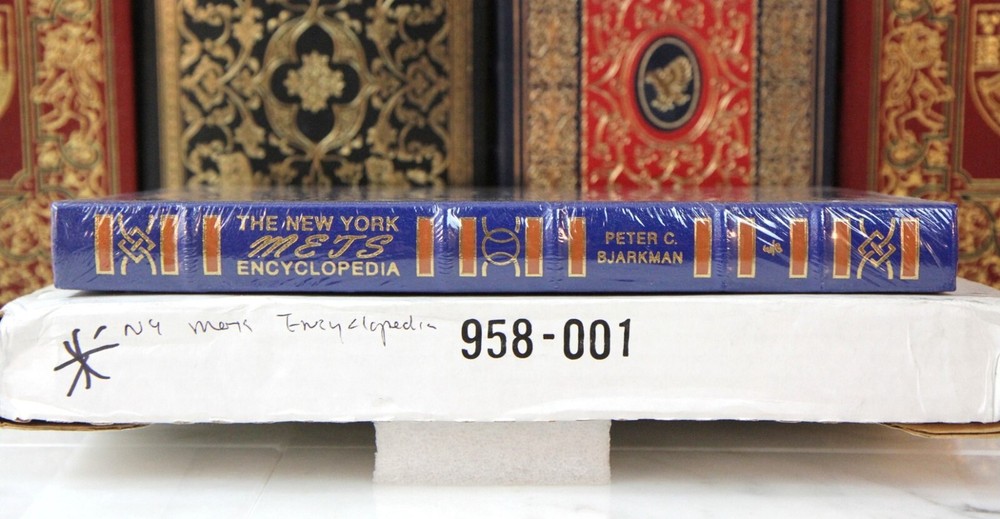 THE NEW YORK
METS
ENCYCLOPEDIA
PETER C.
BJARKMAN
NY Mets Encyclopedia
958-001